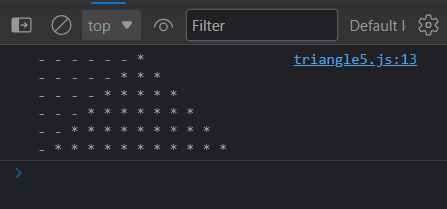 top ▼ Filter Default l
- - - - - - * triangle5.js:13
- - - - - * * *
- - - - * * * * *
- - - * * * * * * *
- - * * * * * * * * *
- * * * * * * * * * * *
>